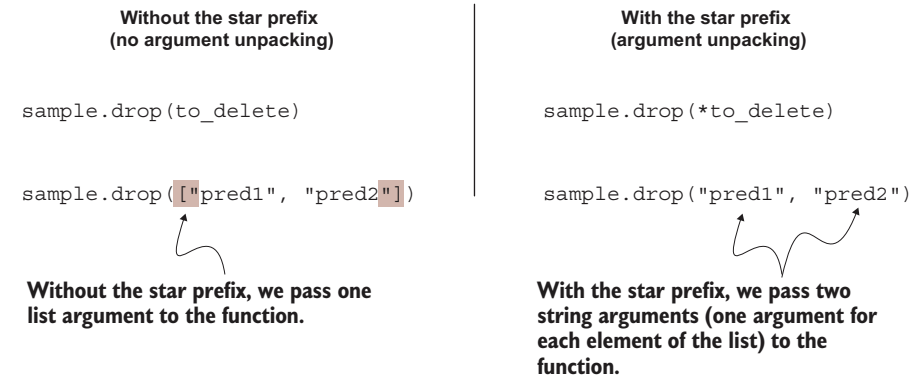 Without the star prefix
(no argument unpacking)
sample.drop(to_delete)
sample.drop(["pred1", "pred2"])
Without the star prefix, we pass one
list argument to the function.
With the star prefix
(argument unpacking)
sample.drop(*to_delete)
sample.drop("pred1", "pred2")
With the star prefix, we pass two
string arguments (one argument for
each element of the list) to the
function.